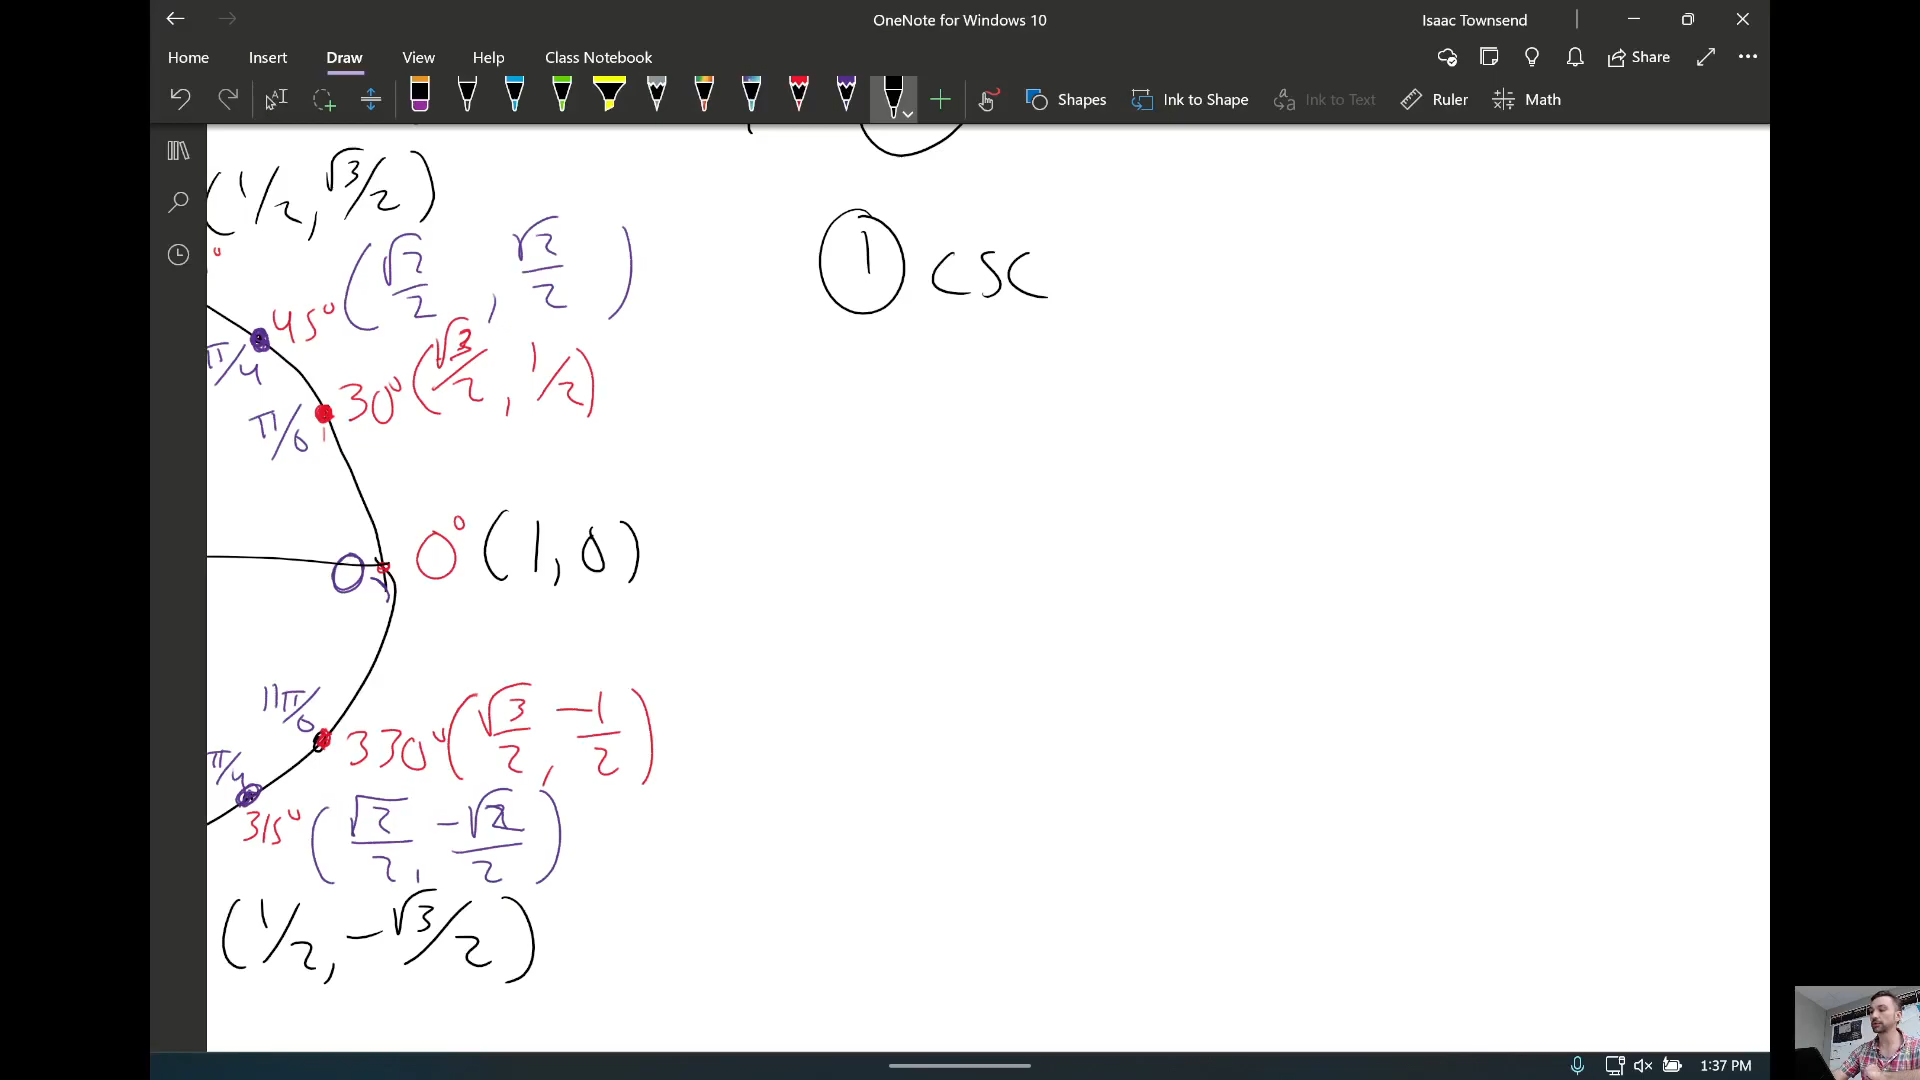 OneNote for Windows 10
Isaac Townsend
Home Insert Draw View Help Class Notebook
Share
Shapes Ink to Shape Ink to Text Ruler Math
(1/2, √3/2)
(√2/2, √2/2)
45°
π/4
30° (√3/2, 1/2)
π/6
① csc
0 0° (1, 0)
11π/6
330° (√3/2, -1/2)
π/4
315° (√2/2, -√2/2)
(1/2, -√3/2)
1:37 PM